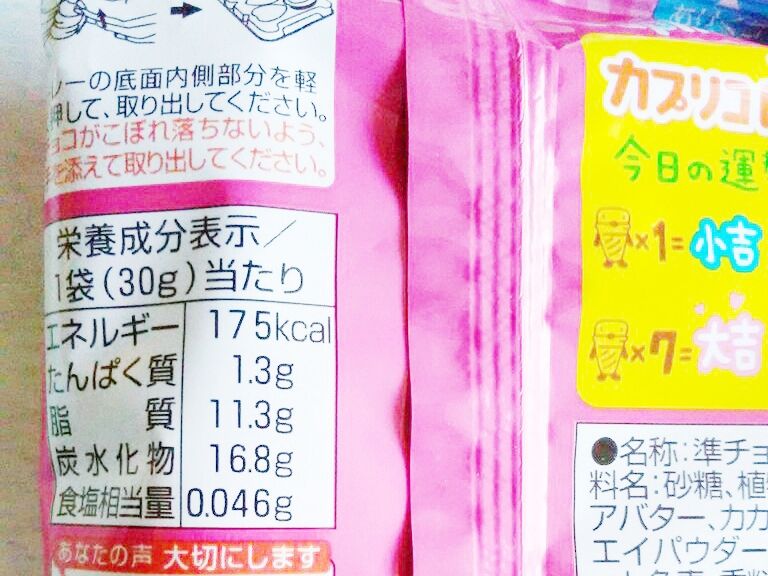 ーの底面内側部分を軽
押して、取り出してください。
コがこぼれ落ちないよう、
添えて取り出してください。
栄養成分表示／
1袋(30g)当たり
エネルギー 175kcal
たんぱく質 1.3g
脂質 11.3g
炭水化物 16.8g
食塩相当量 0.046g
あなたの声 大切にします
カプリコ
今日の運
×1=小吉
×7=大吉
●名称:準チョ
料名:砂糖、植
アバター、カカ
エイパウダー